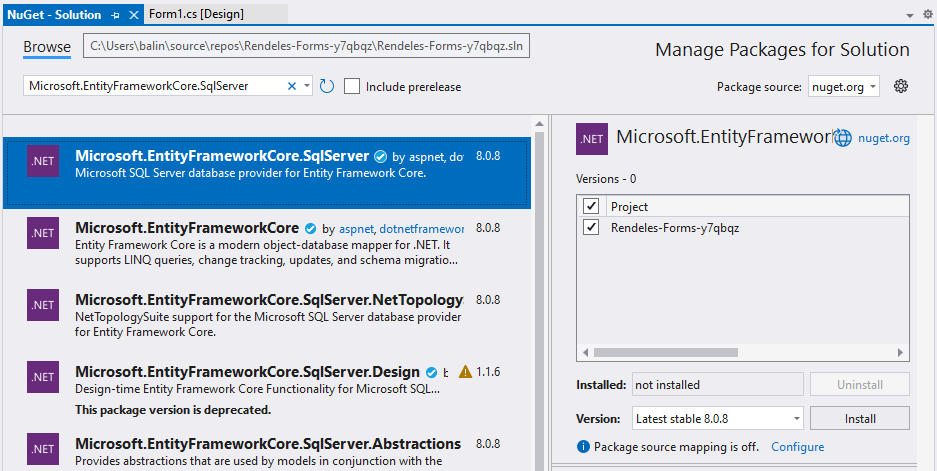 NuGet - Solution
Form1.cs [Design]
Browse
C:\Users\balin\source\repos\Rendeles-Forms-y7qbqz\Rendeles-Forms-y7qbqz.sln
Manage Packages for Solution
Microsoft.EntityFrameworkCore.SqlServer
Include prerelease
Package source: nuget.org
.NET Microsoft.EntityFrameworkCore.SqlServer by aspnet, dot 8.0.8
Microsoft SQL Server database provider for Entity Framework Core.
.NET Microsoft.EntityFrameworkCore by aspnet, dotnetframewor 8.0.8
Entity Framework Core is a modern object-database mapper for .NET. It
supports LINQ queries, change tracking, updates, and schema migratio...
.NET Microsoft.EntityFrameworkCore.SqlServer.NetTopologyS 8.0.8
NetTopologySuite support for the Microsoft SQL Server database provider
for Entity Framework Core.
.NET Microsoft.EntityFrameworkCore.SqlServer.Design b 1.1.6
Design-time Entity Framework Core Functionality for Microsoft SQL...
This package version is deprecated.
.NET Microsoft.EntityFrameworkCore.SqlServer.Abstractions 8.0.8
Provides abstractions that are used by models in conjunction with the
.NET Microsoft.EntityFramework nuget.org
Versions - 0
Project
Rendeles-Forms-y7qbqz
Installed: not installed Uninstall
Version: Latest stable 8.0.8 Install
Package source mapping is off. Configure